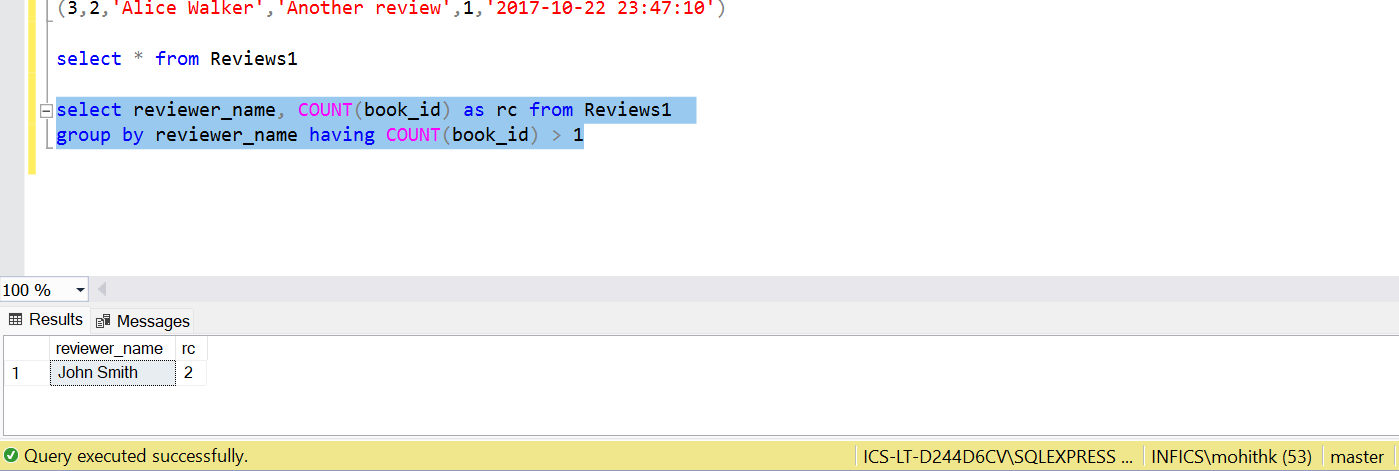 (3,2,'Alice Walker','Another review',1,'2017-10-22 23:47:10')
select * from Reviews1
select reviewer_name, COUNT(book_id) as rc from Reviews1
group by reviewer_name having COUNT(book_id) > 1
100 %
Results Messages
reviewer_name rc
1 John Smith 2
Query executed successfully. ICS-LT-D244D6CV\SQLEXPRESS ... INFICS\mohithk (53) master